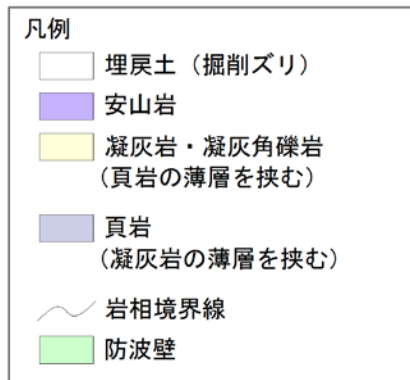 凡例
埋戻土（掘削ズリ）
安山岩
凝灰岩・凝灰角礫岩
(頁岩の薄層を挟む)
頁岩
(凝灰岩の薄層を挟む)
岩相境界線
防波壁